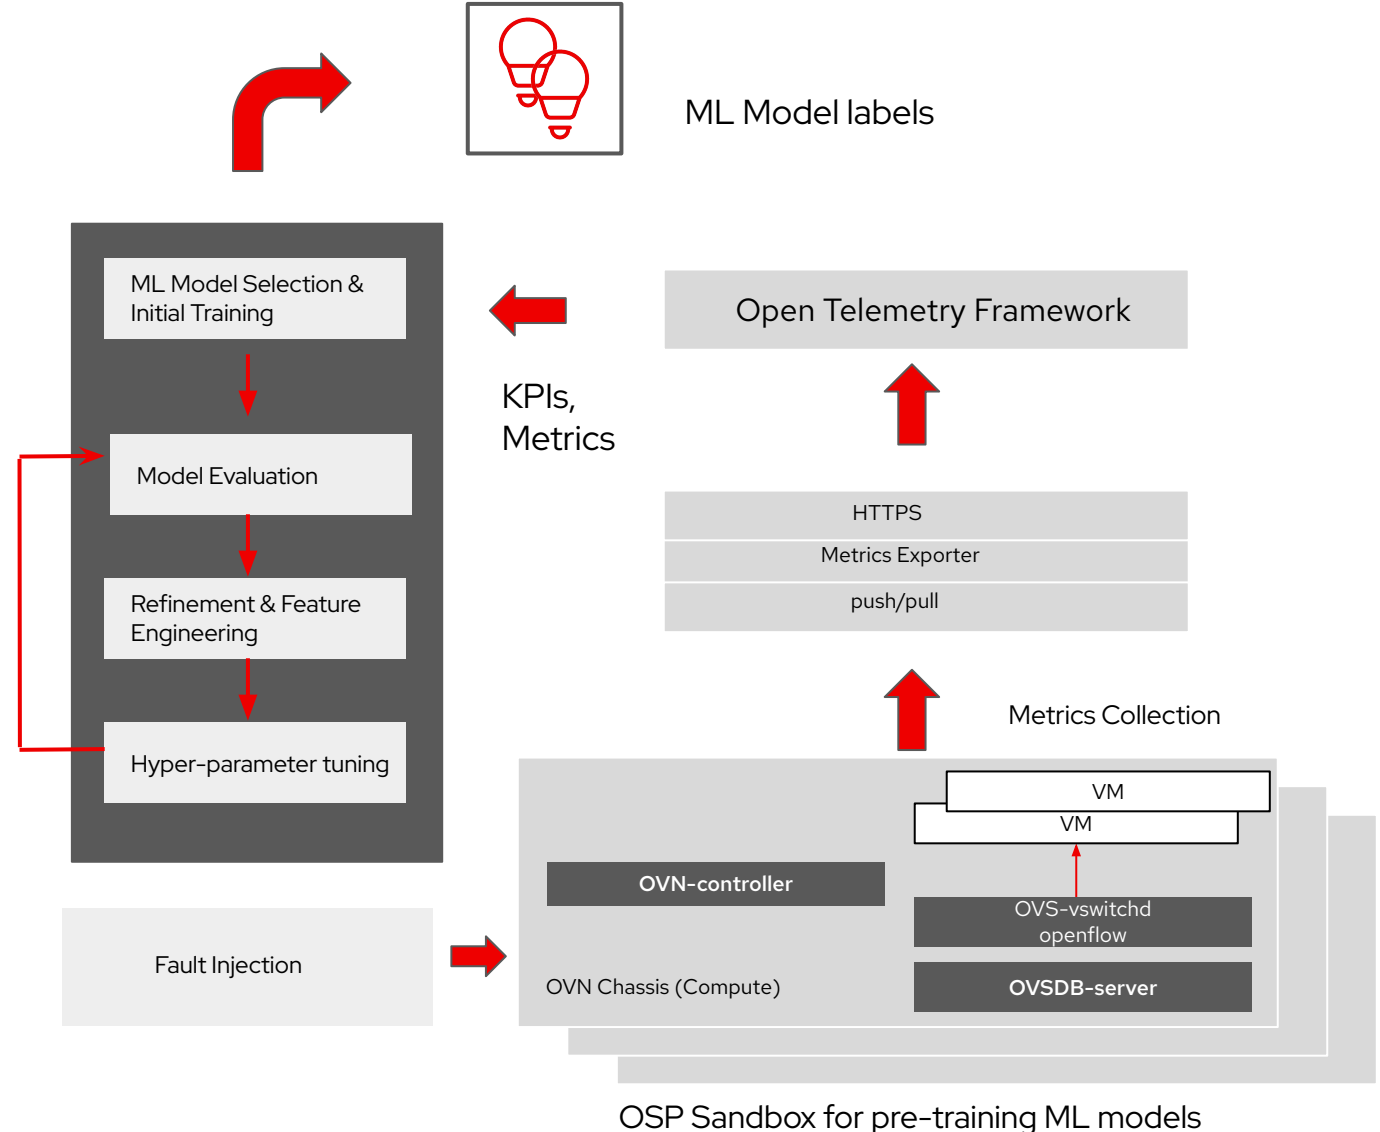 ML Model labels
ML Model Selection &
Initial Training
Open Telemetry Framework
KPIs,
Metrics
Model Evaluation
HTTPS
Metrics Exporter
push/pull
Refinement & Feature
Engineering
Metrics Collection
Hyper-parameter tuning
VM
VM
OVN-controller
OVS-vswitchd
openflow
Fault Injection
OVN Chassis (Compute)
OVSDB-server
OSP Sandbox for pre-training ML models